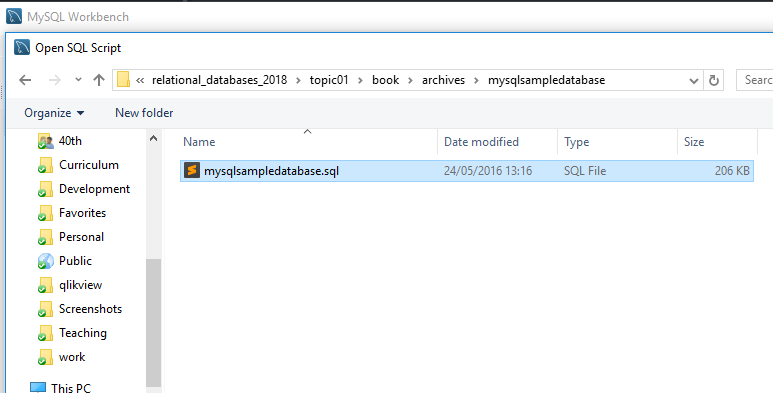 MySQL Workbench
Open SQL Script
« relational_databases_2018 > topic01 > book > archives > mysqlsampledatabase
Sear
Organize
New folder
Name
Date modified
Type
Size
mysqlsampledatabase.sql
24/05/2016 13:16
SQL File
206 KB
40th
Curriculum
Development
Favorites
Personal
Public
qlikview
Screenshots
Teaching
work
This PC